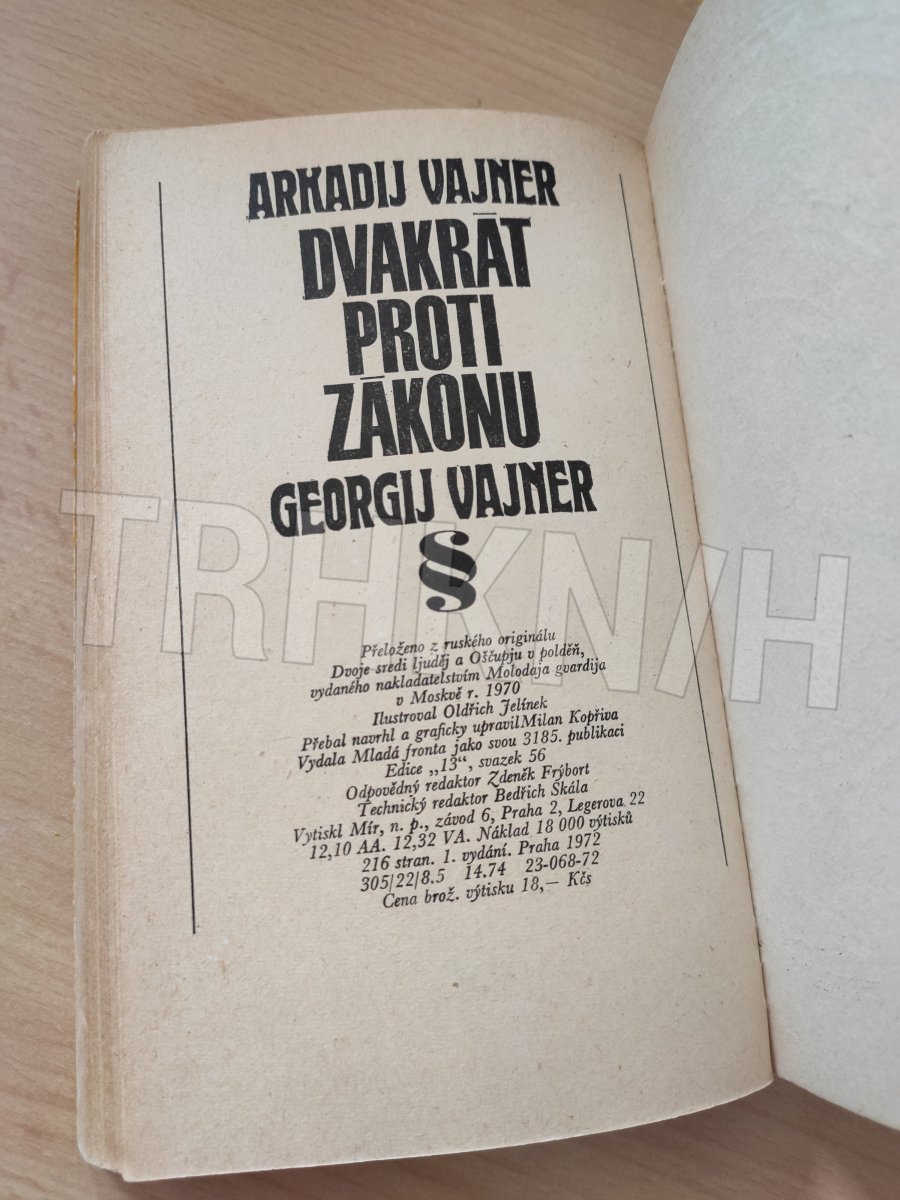 ARKADIJ VAJNER
DVAKRÁT
PROTI
ZÁKONU
GEORGIJ VAJNER
§
Přeloženo z ruského originálu
Dvoje sredi ljuděj a Oščupju v polděň,
vydaného nakladatelstvím Molodaja gvardija
v Moskvě r. 1970
Ilustroval Oldřich Jelínek
Přebal navrhl a graficky upravil Milan Kopřiva
Vydala Mladá fronta jako svou 3185. publikaci
Edice „13“, svazek 56
Odpovědný redaktor Zdeněk Frýbort
Technický redaktor Bedřich Skála
Vytiskl Mír, n. p., závod 6, Praha 2, Legerova 22
12,10 AA. 12,32 VA. Náklad 18 000 výtisků
216 stran. 1. vydání. Praha 1972
305/22/8.5 14.74 23-068-72
Cena brož. výtisku 18,— Kčs
TRHKNIH